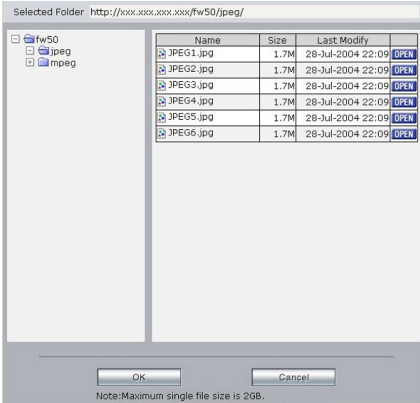 Selected Folder http://xxx.xxx.xxx.xxx/fw50/jpeg/
fw50
jpeg
mpeg
Name Size Last Modify
JPEG1.jpg 1.7M 28-Jul-2004 22:09 OPEN
JPEG2.jpg 1.7M 28-Jul-2004 22:09 OPEN
JPEG3.jpg 1.7M 28-Jul-2004 22:09 OPEN
JPEG4.jpg 1.7M 28-Jul-2004 22:09 OPEN
JPEG5.jpg 1.7M 28-Jul-2004 22:09 OPEN
JPEG6.jpg 1.7M 28-Jul-2004 22:09 OPEN
OK Cancel
Note:Maximum single file size is 2GB.